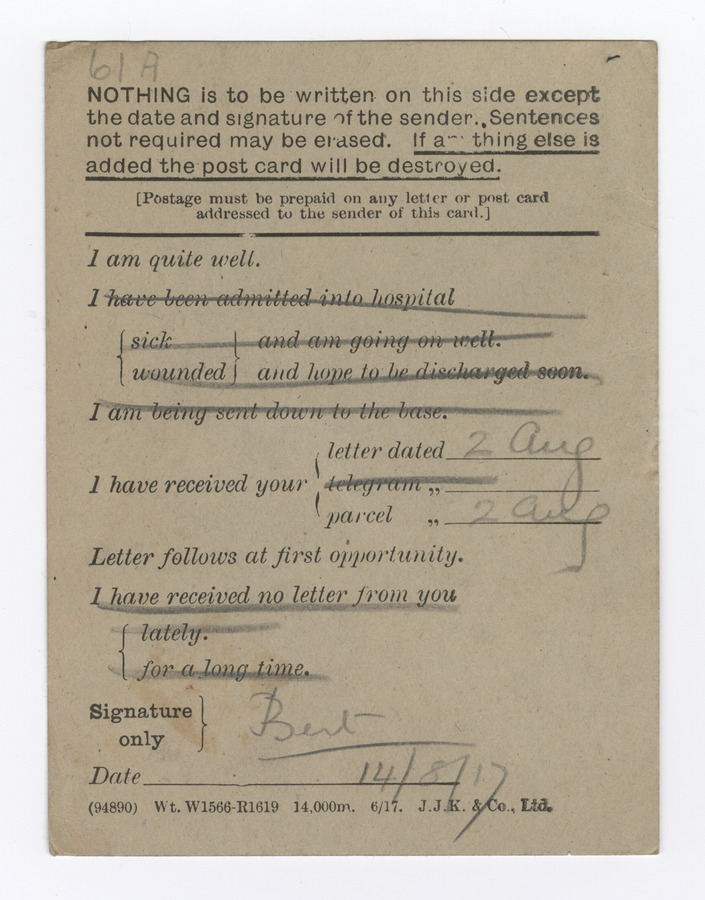 61A
NOTHING is to be written on this side except
the date and signature of the sender. Sentences
not required may be erased. If anything else is
added the post card will be destroyed.
[Postage must be prepaid on any letter or post card
addressed to the sender of this card.]
I am quite well.
I have been admitted into hospital
sick and am going on well.
wounded and hope to be discharged soon.
I am being sent down to the base.
letter dated 2 Aug
I have received your telegram „
parcel „ 2 Aug
Letter follows at first opportunity.
I have received no letter from you
lately.
for a long time.
Signature
only
Bert
Date 14/8/17
(94890) Wt. W1566-R1619 14,000m. 6/17. J.J.K. & Co., Ltd.